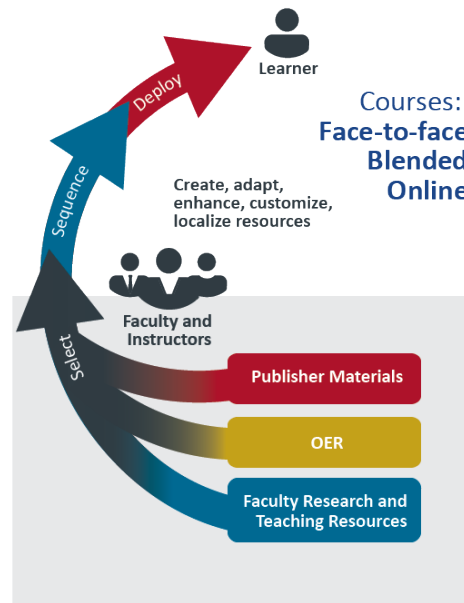 Deploy
Learner
Courses:
Face-to-face
Blended
Online
Sequence
Create, adapt,
enhance, customize,
localize resources
Faculty and
Instructors
Select
Publisher Materials
OER
Faculty Research and
Teaching Resources